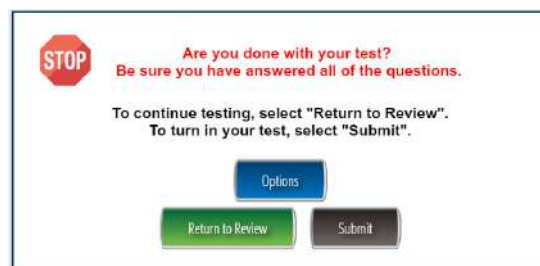 STOP
Are you done with your test?
Be sure you have answered all of the questions.
To continue testing, select "Return to Review".
To turn in your test, select "Submit".
Options
Return to Review
Submit